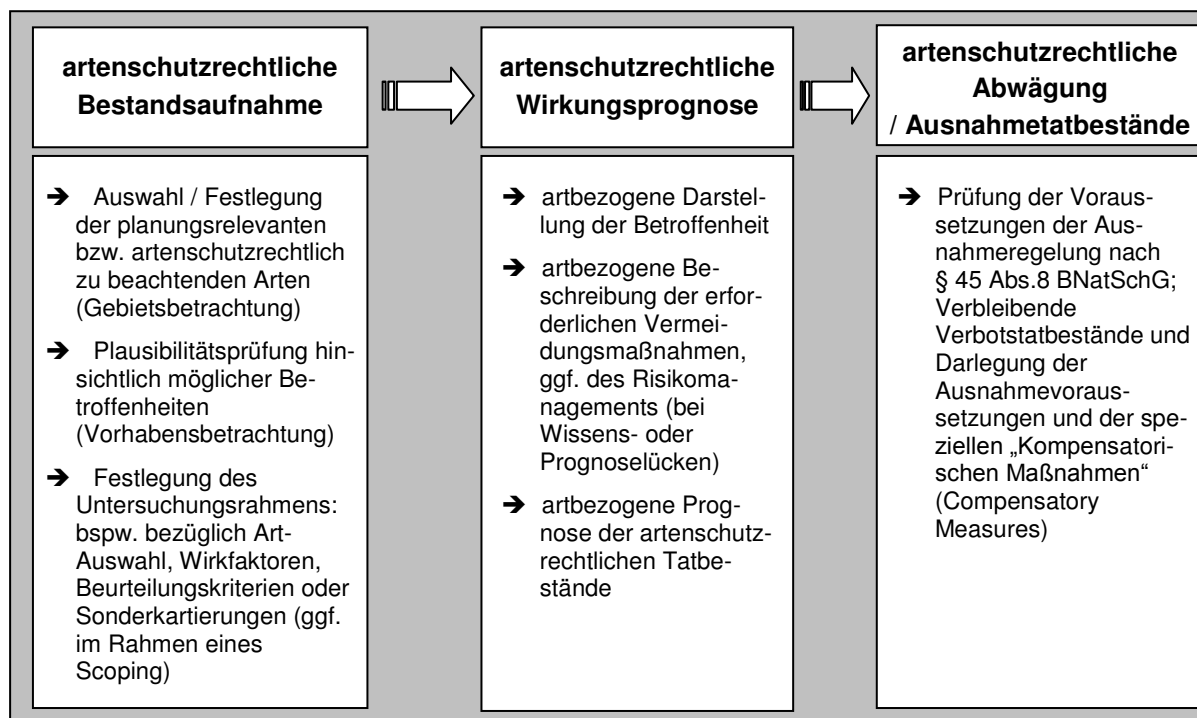 artenschutzrechtliche
Bestandsaufnahme
➔ Auswahl / Festlegung
der planungsrelevanten
bzw. artenschutzrechtlich
zu beachtenden Arten
(Gebietsbetrachtung)
➔ Plausibilitätsprüfung hin-
sichtlich möglicher Be-
troffenheiten
(Vorhabensbetrachtung)
➔ Festlegung des
Untersuchungsrahmens:
bspw. bezüglich Art-
Auswahl, Wirkfaktoren,
Beurteilungskriterien oder
Sonderkartierungen (ggf.
im Rahmen eines
Scoping)
artenschutzrechtliche
Wirkungsprognose
➔ artbezogene Darstel-
lung der Betroffenheit
➔ artbezogene Be-
schreibung der erfor-
derlichen Vermei-
dungsmaßnahmen,
ggf. des Risikoma-
nagements (bei
Wissens- oder
Prognoselücken)
➔ artbezogene Prog-
nose der artenschutz-
rechtlichen Tatbe-
stände
artenschutzrechtliche
Abwägung
/ Ausnahmetatbestände
➔ Prüfung der Voraus-
setzungen der Aus-
nahmeregelung nach
§ 45 Abs.8 BNatSchG;
Verbleibende
Verbotstatbestände und
Darlegung der
Ausnahmevoraus-
setzungen und der spe-
ziellen „Kompensatori-
schen Maßnahmen“
(Compensatory
Measures)